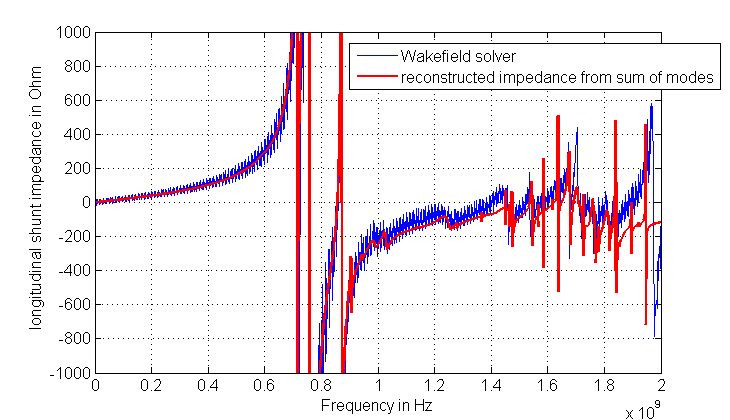 1000
800
600
400
200
0
-200
-400
-600
-800
-1000
longitudinal shunt impedance in Ohm
Wakefield solver
reconstructed impedance from sum of modes
0 0.2 0.4 0.6 0.8 1 1.2 1.4 1.6 1.8 2
Frequency in Hz
x 10^9